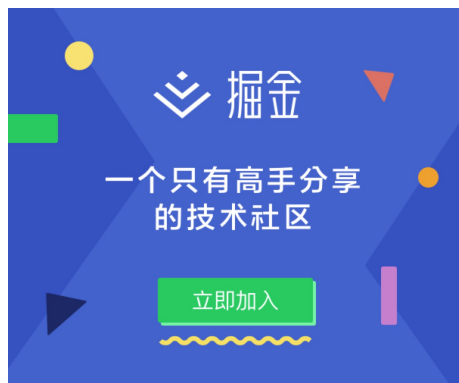 掘金
一个只有高手分享
的技术社区
立即加入